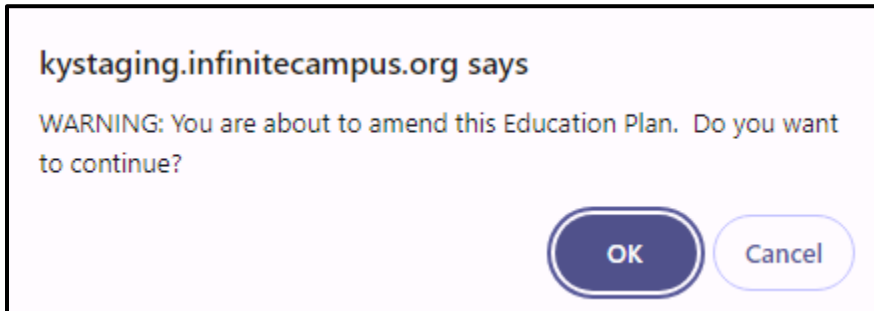 kystaging.infinitecampus.org says
WARNING: You are about to amend this Education Plan.  Do you want
to continue?
OK
Cancel